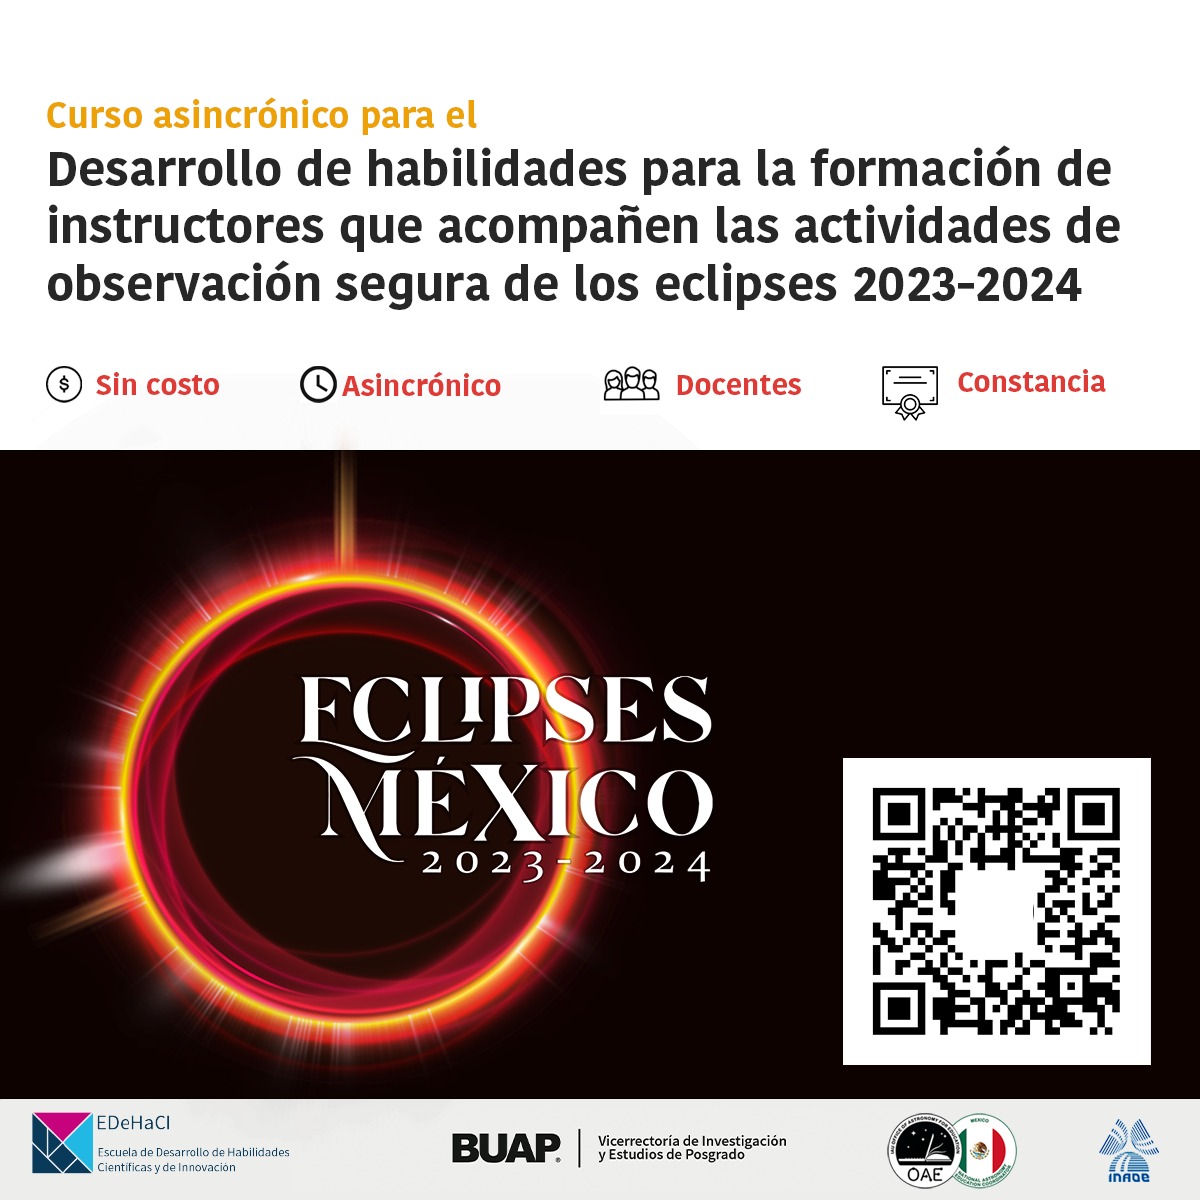 Curso asincrónico para el
Desarrollo de habilidades para la formación de
instructores que acompañen las actividades de
observación segura de los eclipses 2023-2024
$ Sin costo
Asincrónico
Docentes
Constancia
ECLIPSES
MÉXICO
2023-2024
EDeHaCI
Escuela de Desarrollo de Habilidades
Científicas y de Innovación
BUAP®
Vicerrectoría de Investigación
y Estudios de Posgrado
IAU OFFICE OF ASTRONOMY FOR EDUCATION
OAE
MEXICO
NATIONAL ASTRONOMY
EDUCATION COORDINATOR
INAOE